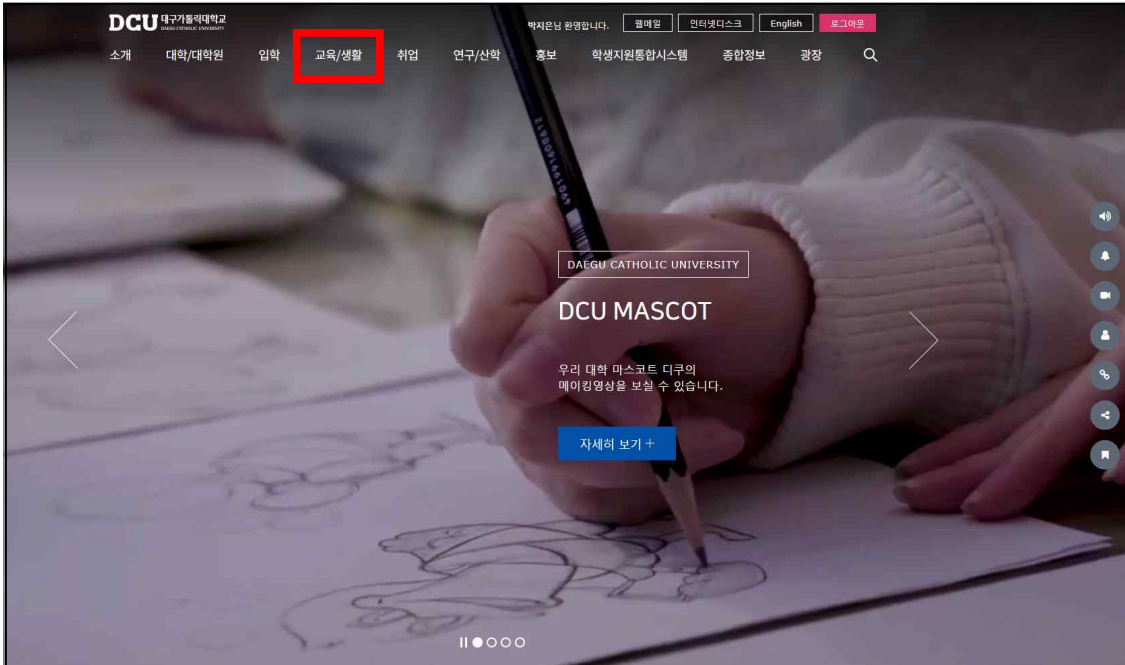 DCU 대구가톨릭대학교
DAEGU CATHOLIC UNIVERSITY
박지은님 환영합니다. 웹메일 인터넷디스크 English 로그아웃
소개 대학/대학원 입학 교육/생활 취업 연구/산학 홍보 학생지원통합시스템 종합정보 광장
DAEGU CATHOLIC UNIVERSITY
DCU MASCOT
우리 대학 마스코트 디쿠의
메이킹영상을 보실 수 있습니다.
자세히 보기 +